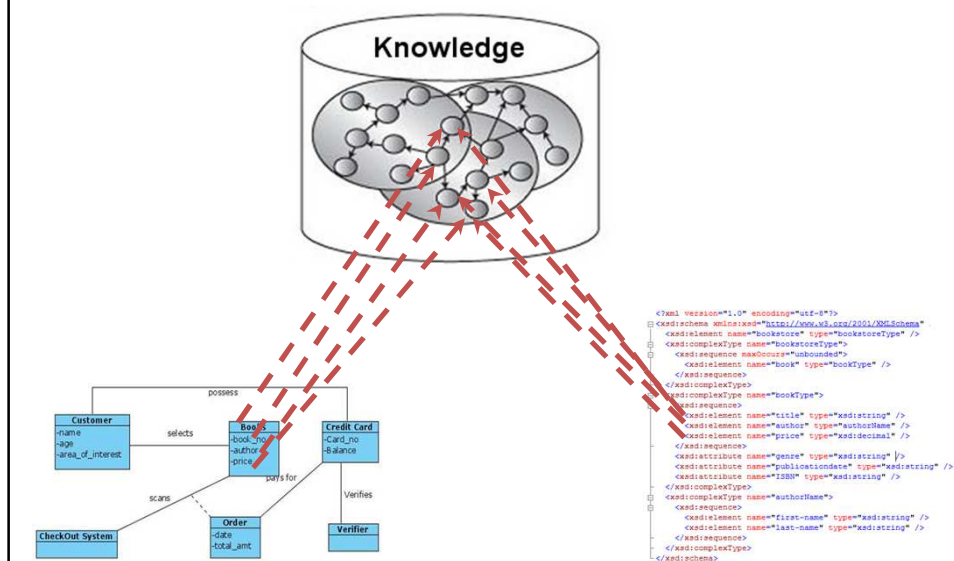 Knowledge
possess
Customer
-name
-age
-area_of_interest
selects
Books
-book_no
-author
-price
Credit Card
-Card_no
-Balance
pays for
scans
Verifies
CheckOut System
Order
-date
-total_amt
Verifier
<?xml version="1.0" encoding="utf-8"?>
<xsd:schema xmlns:xsd="http://www.w3.org/2001/XMLSchema"
<xsd:element name="bookstore" type="bookstoreType" />
<xsd:complexType name="bookstoreType">
<xsd:sequence maxOccurs="unbounded">
<xsd:element name="book" type="bookType" />
</xsd:sequence>
</xsd:complexType>
<xsd:complexType name="bookType">
<xsd:sequence>
<xsd:element name="title" type="xsd:string" />
<xsd:element name="author" type="authorName" />
<xsd:element name="price" type="xsd:decimal" />
</xsd:sequence>
<xsd:attribute name="genre" type="xsd:string" />
<xsd:attribute name="publicationdate" type="xsd:string" />
<xsd:attribute name="ISBN" type="xsd:string" />
</xsd:complexType>
<xsd:complexType name="authorName">
<xsd:sequence>
<xsd:element name="first-name" type="xsd:string" />
<xsd:element name="last-name" type="xsd:string" />
</xsd:sequence>
</xsd:complexType>
</xsd:schema>